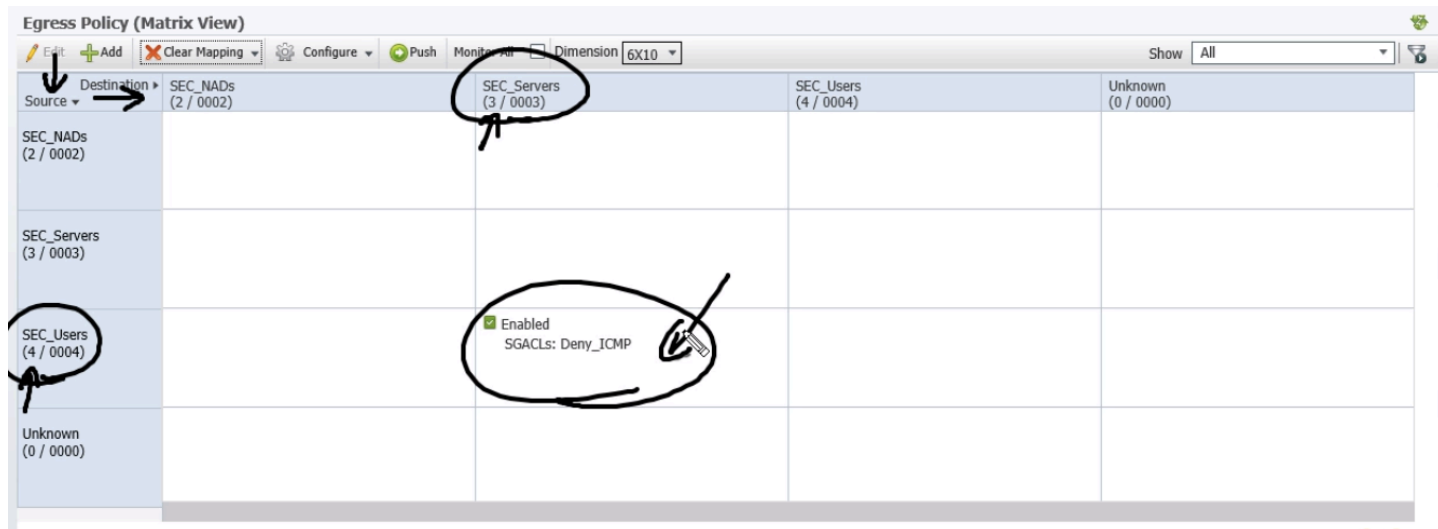 Egress Policy (Matrix View)
Edit Add Clear Mapping Configure Push Monitor All Dimension 6X10 Show All
Destination
Source
SEC_NADs
(2 / 0002)
SEC_Servers
(3 / 0003)
SEC_Users
(4 / 0004)
Unknown
(0 / 0000)
SEC_NADs
(2 / 0002)
SEC_Servers
(3 / 0003)
SEC_Users
(4 / 0004)
Enabled
SGACLs: Deny_ICMP
Unknown
(0 / 0000)